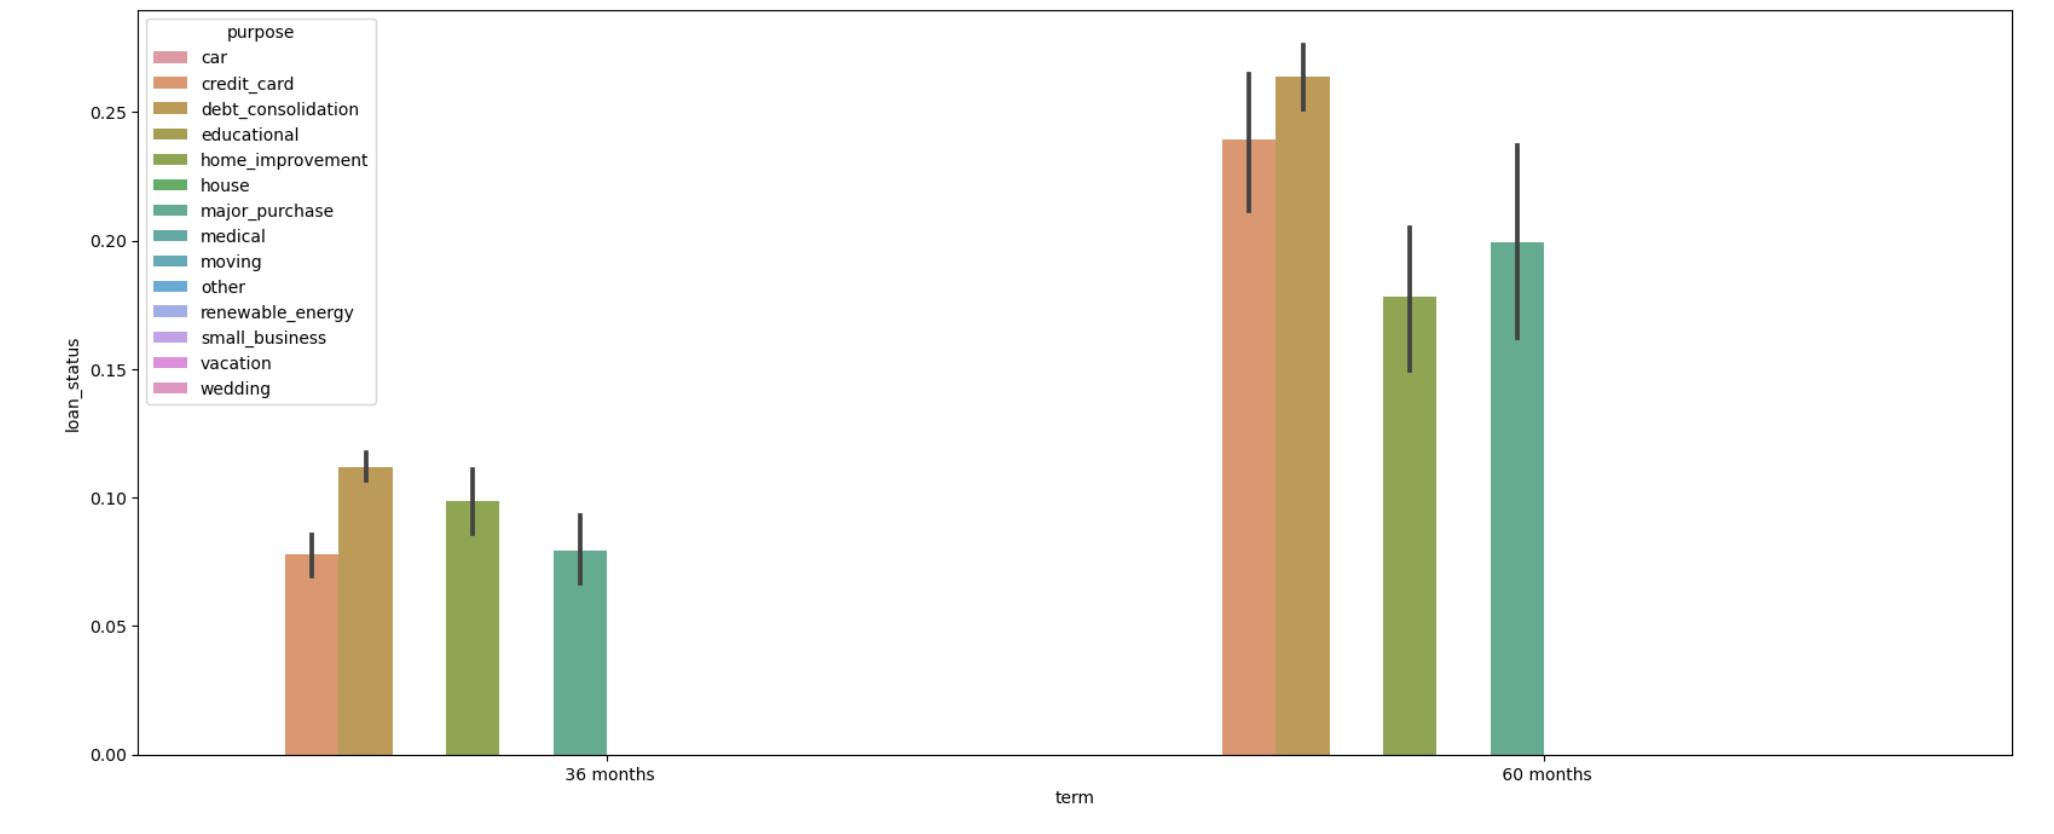 purpose
car
credit_card
debt_consolidation
educational
home_improvement
house
major_purchase
medical
moving
other
renewable_energy
small_business
vacation
wedding
0.25
0.20
0.15
0.10
0.05
0.00
loan_status
36 months
60 months
term